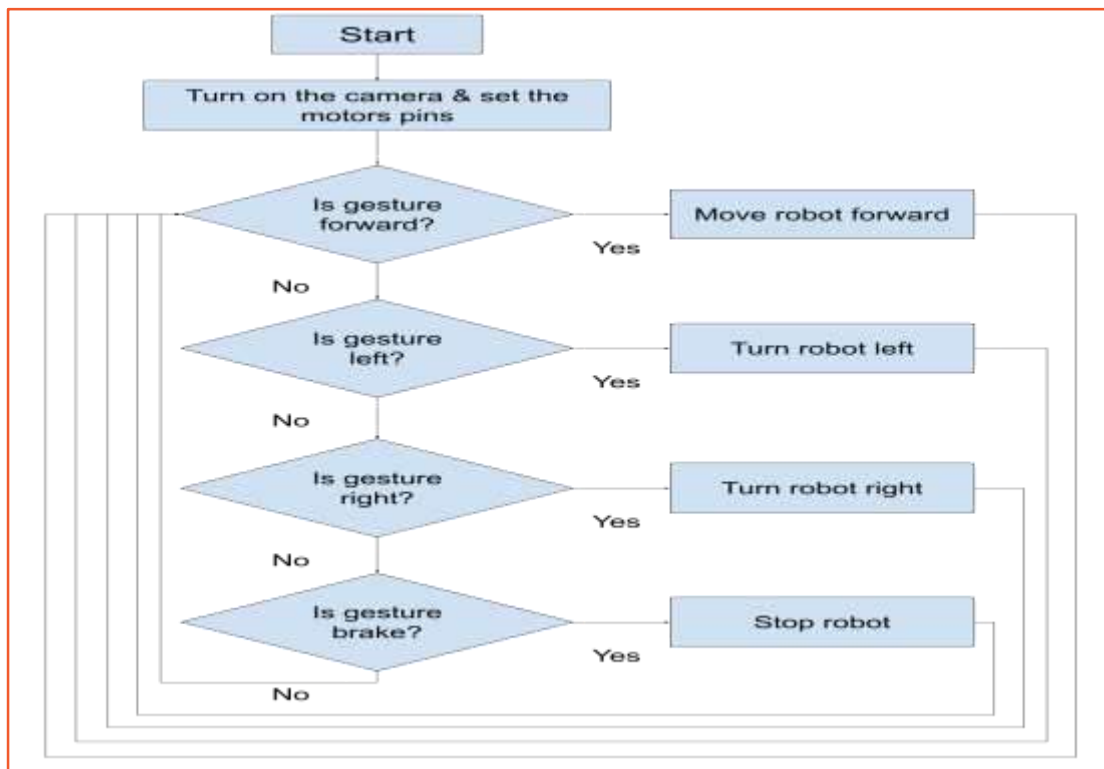 Start
Turn on the camera & set the
motors pins
Is gesture
forward?
Yes
Move robot forward
No
Is gesture
left?
Yes
Turn robot left
No
Is gesture
right?
Yes
Turn robot right
No
Is gesture
brake?
Yes
Stop robot
No